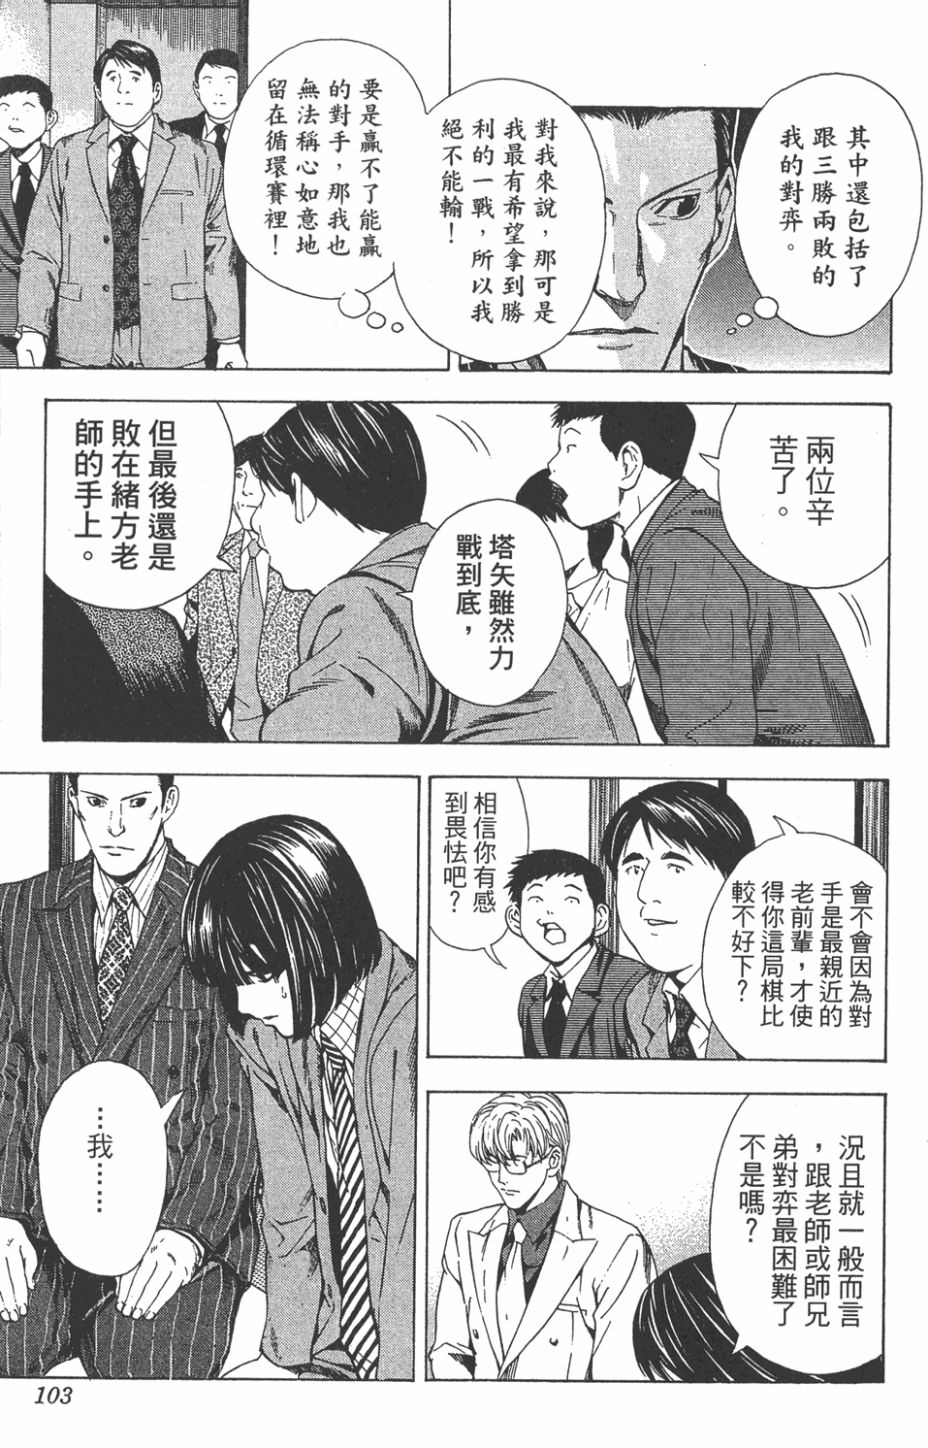 其中還包括了
跟三勝兩敗的
我的對弈。
對我來說，那可是
我最有希望拿到勝
利的一戰，所以我
絕不能輸！
要是贏不了能贏
的對手，那我也
無法稱心如意地
留在循環賽裡！
兩位辛
苦了。
塔矢雖然力
戰到底，
但最後還是
敗在緒方老
師的手上。
會不會因為對
手是最親近的
老前輩，才使
得你這局棋比
較不好下？
相信你有感
到畏怯吧？
況且就一般而言
，跟老師或師兄
弟對弈最困難了
不是嗎？
…我……
103